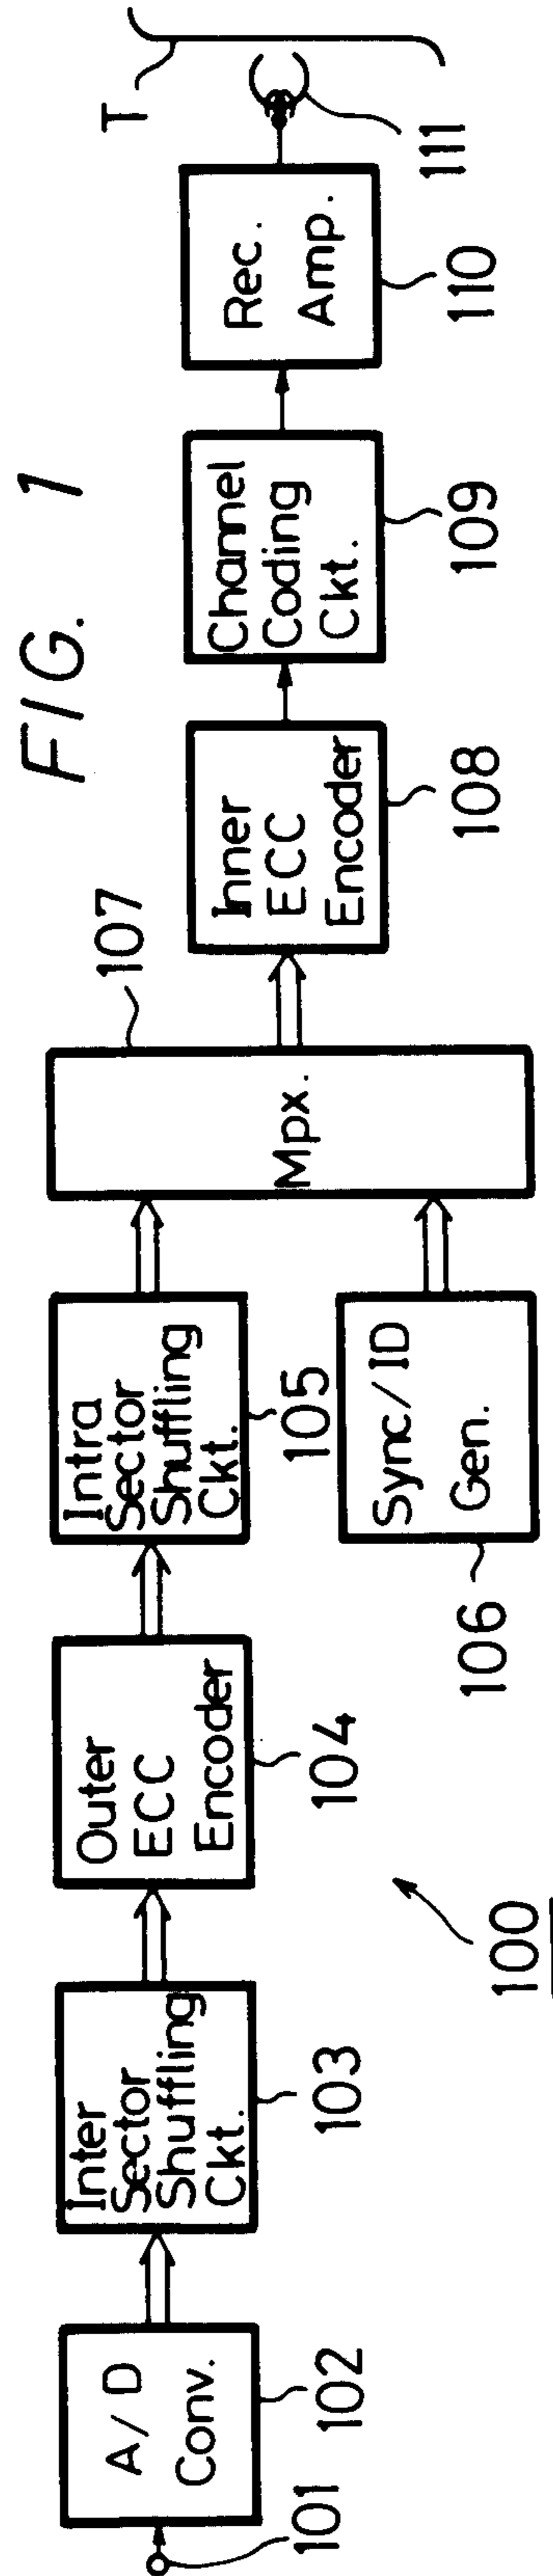 FIG. 1
101
A/D
Conv.
102
Inter
Sector
Shuffling
Ckt.
103
Outer
ECC
Encoder
104
Intra
Sector
Shuffling
Ckt.
105
Sync/ID
Gen.
106
Mpx.
107
Inner
ECC
Encoder
108
Channel
Coding
Ckt.
109
Rec.
Amp.
110
111
T
100